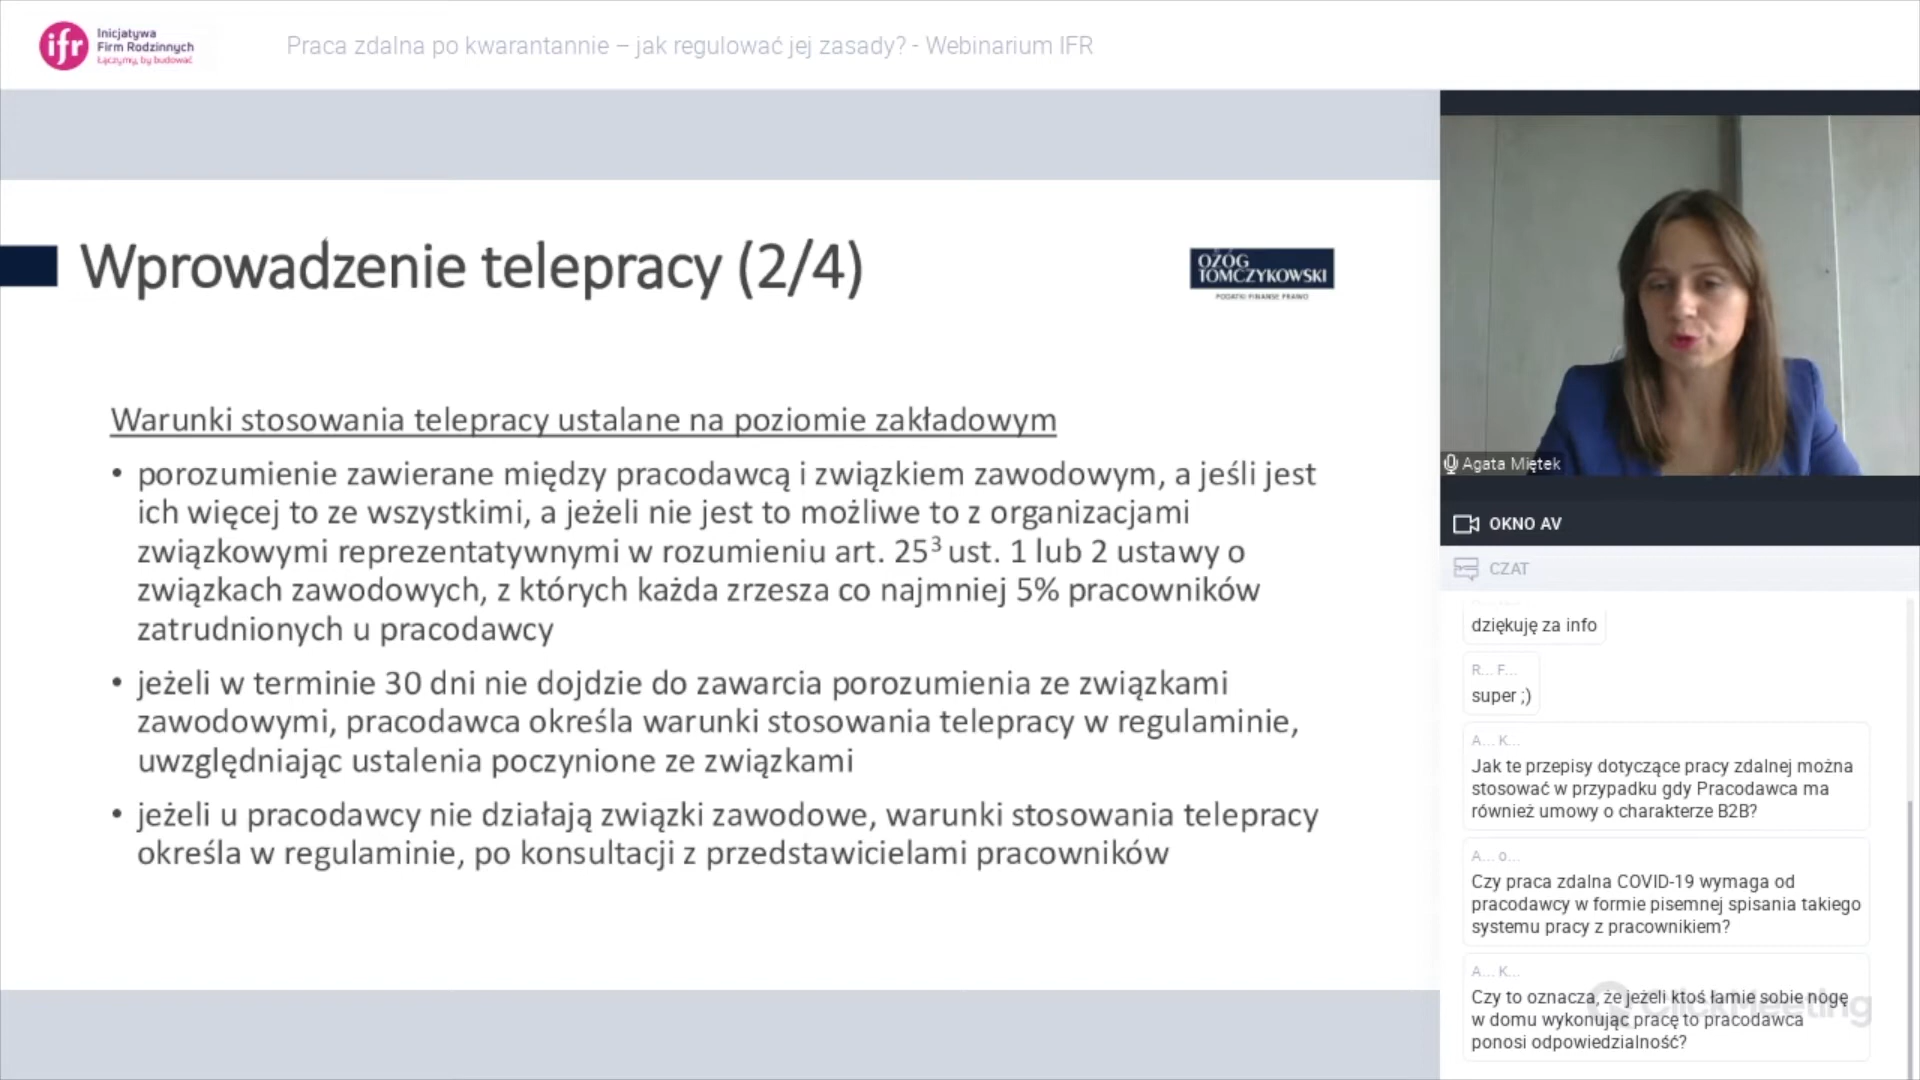 ifr
Inicjatywa
Firm Rodzinnych
Łączymy, by budować
Praca zdalna po kwarantannie – jak regulować jej zasady? - Webinarium IFR
Wprowadzenie telepracy (2/4)
OŻÓG
TOMCZYKOWSKI
PODATKI FINANSE PRAWO
Warunki stosowania telepracy ustalane na poziomie zakładowym
• porozumienie zawierane między pracodawcą i związkiem zawodowym, a jeśli jest
ich więcej to ze wszystkimi, a jeżeli nie jest to możliwe to z organizacjami
związkowymi reprezentatywnymi w rozumieniu art. 25³ ust. 1 lub 2 ustawy o
związkach zawodowych, z których każda zrzesza co najmniej 5% pracowników
zatrudnionych u pracodawcy
• jeżeli w terminie 30 dni nie dojdzie do zawarcia porozumienia ze związkami
zawodowymi, pracodawca określa warunki stosowania telepracy w regulaminie,
uwzględniając ustalenia poczynione ze związkami
• jeżeli u pracodawcy nie działają związki zawodowe, warunki stosowania telepracy
określa w regulaminie, po konsultacji z przedstawicielami pracowników
Agata Miętek
OKNO AV
CZAT
dziękuję za info
R... F...
super ;)
A... K...
Jak te przepisy dotyczące pracy zdalnej można
stosować w przypadku gdy Pracodawca ma
również umowy o charakterze B2B?
A... o...
Czy praca zdalna COVID-19 wymaga od
pracodawcy w formie pisemnej spisania takiego
systemu pracy z pracownikiem?
A... K...
Czy to oznacza, że jeżeli ktoś łamie sobie nogę
w domu wykonując pracę to pracodawca
ponosi odpowiedzialność?
ClickMeeting